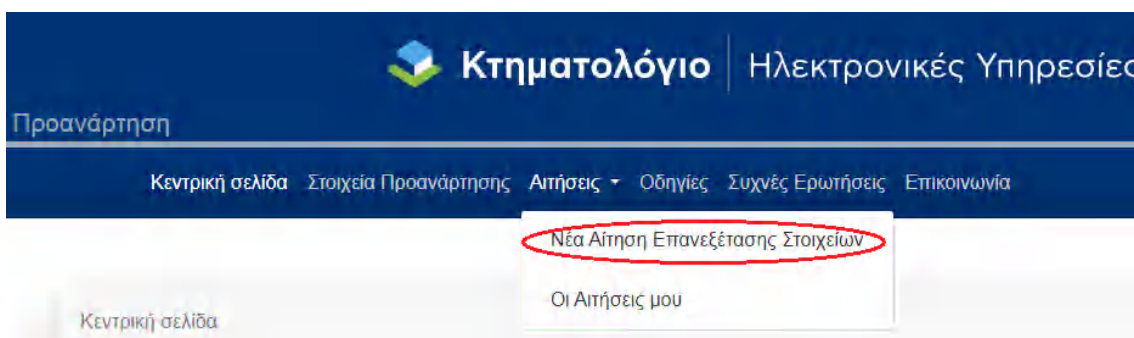 Κτηματολόγιο Ηλεκτρονικές Υπηρεσίες
Προανάρτηση
Κεντρική σελίδα Στοιχεία Προανάρτησης Αιτήσεις Οδηγίες Συχνές Ερωτήσεις Επικοινωνία
Νέα Αίτηση Επανεξέτασης Στοιχείων
Οι Αιτήσεις μου
Κεντρική σελίδα